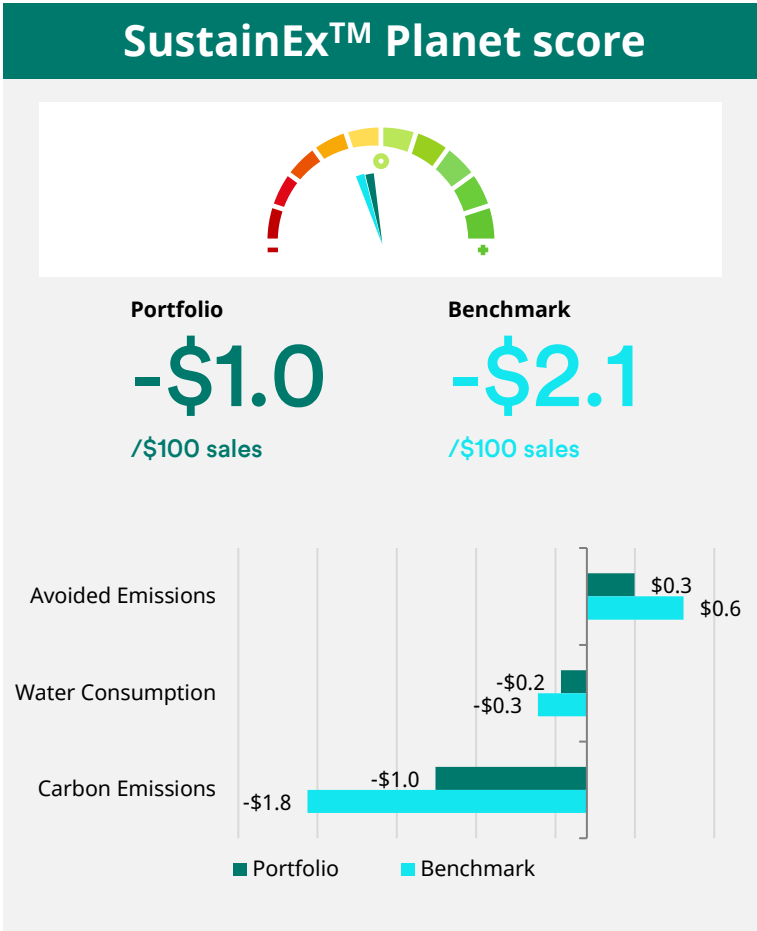 SustainEx™ Planet score
Portfolio
Benchmark
-$1.0
-$2.1
/$100 sales
/$100 sales
Avoided Emissions
$0.3
$0.6
Water Consumption
-$0.2
-$0.3
Carbon Emissions
-$1.0
-$1.8
Portfolio
Benchmark